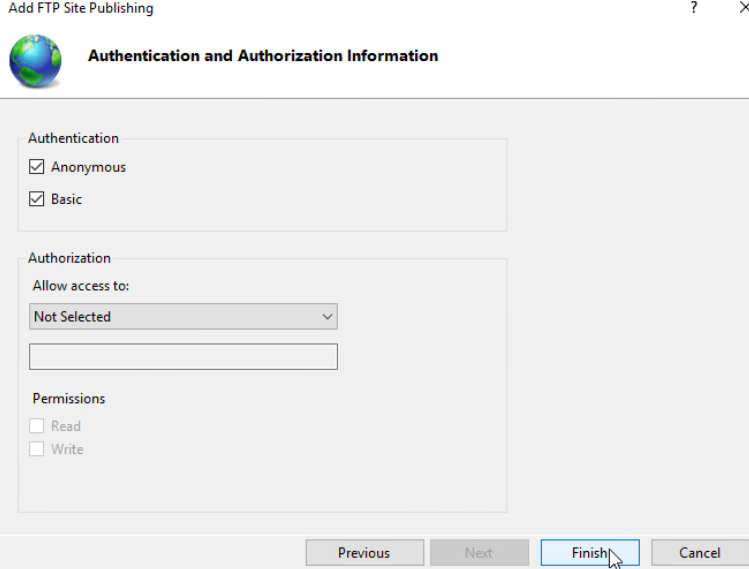 Add FTP Site Publishing
?
Authentication and Authorization Information
Authentication
Anonymous
Basic
Authorization
Allow access to:
Not Selected
Permissions
Read
Write
Previous Next Finish Cancel